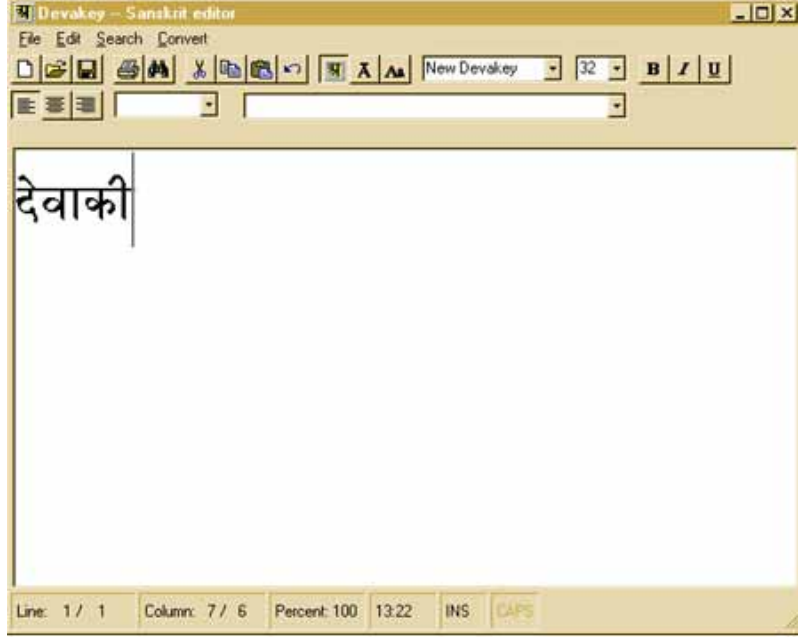 Devakey -- Sanskrit editor
File Edit Search Convert
अ Ā Aa New Devakey 32 B I U
देवाकी
Line: 1 / 1 Column: 7 / 6 Percent: 100 13:22 INS CAPS